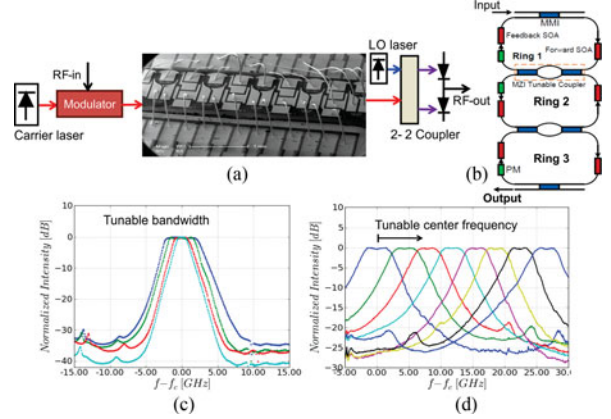 Input
MMI
Feedback SOA
Forward SOA
Ring 1
MZI Tunable Coupler
Ring 2
PM
Ring 3
Output
(b)
LO laser
RF-in
Modulator
Carrier laser
RF-out
2- 2 Coupler
(a)
Tunable bandwidth
Normalized Intensity [dB]
0
-10
-20
-30
-40
-15.00 -10.00 -5.00 0.00 5.00 10.00 15.00
f−fc [GHz]
(c)
Tunable center frequency
Normalized Intensity [dB]
10
5
0
-5
-10
-15
-20
-25
-30
0.00 5.00 10.00 15.00 20.00 25.00 30.0
f−fc [GHz]
(d)